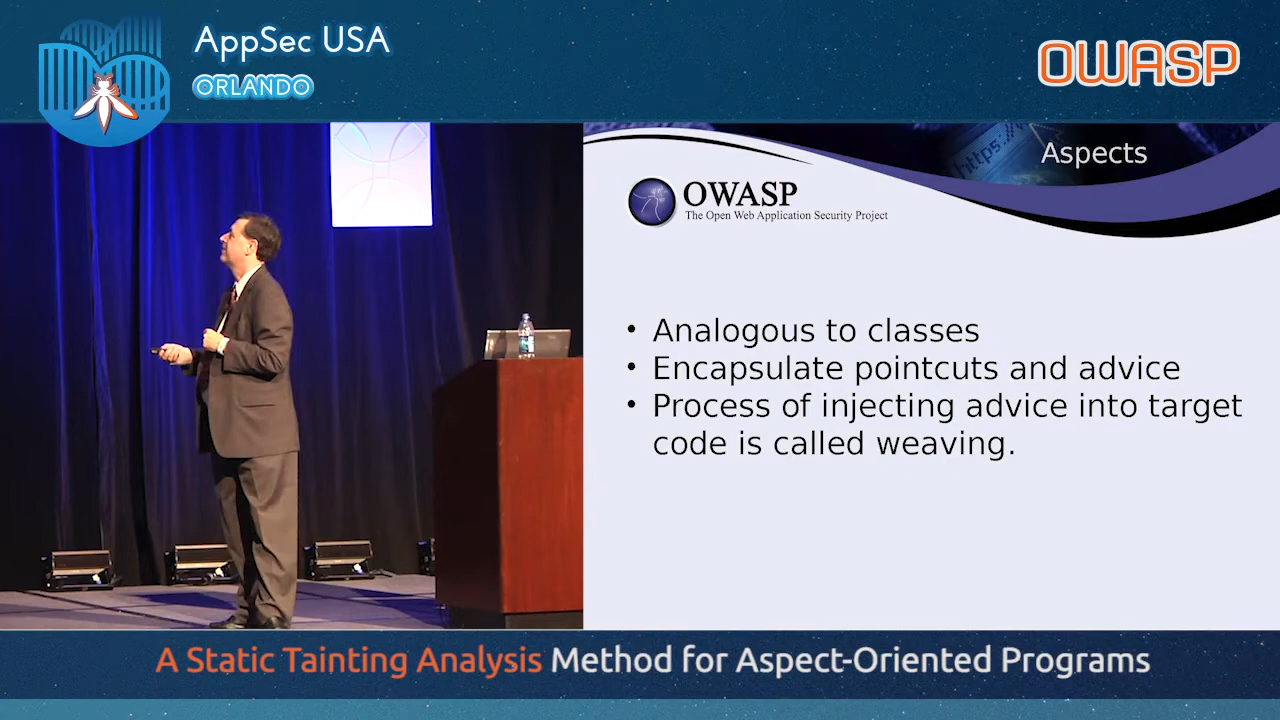 AppSec USA
ORLANDO
OWASP
Aspects
https://
OWASP
The Open Web Application Security Project
• Analogous to classes
• Encapsulate pointcuts and advice
• Process of injecting advice into target
code is called weaving.
A Static Tainting Analysis Method for Aspect-Oriented Programs